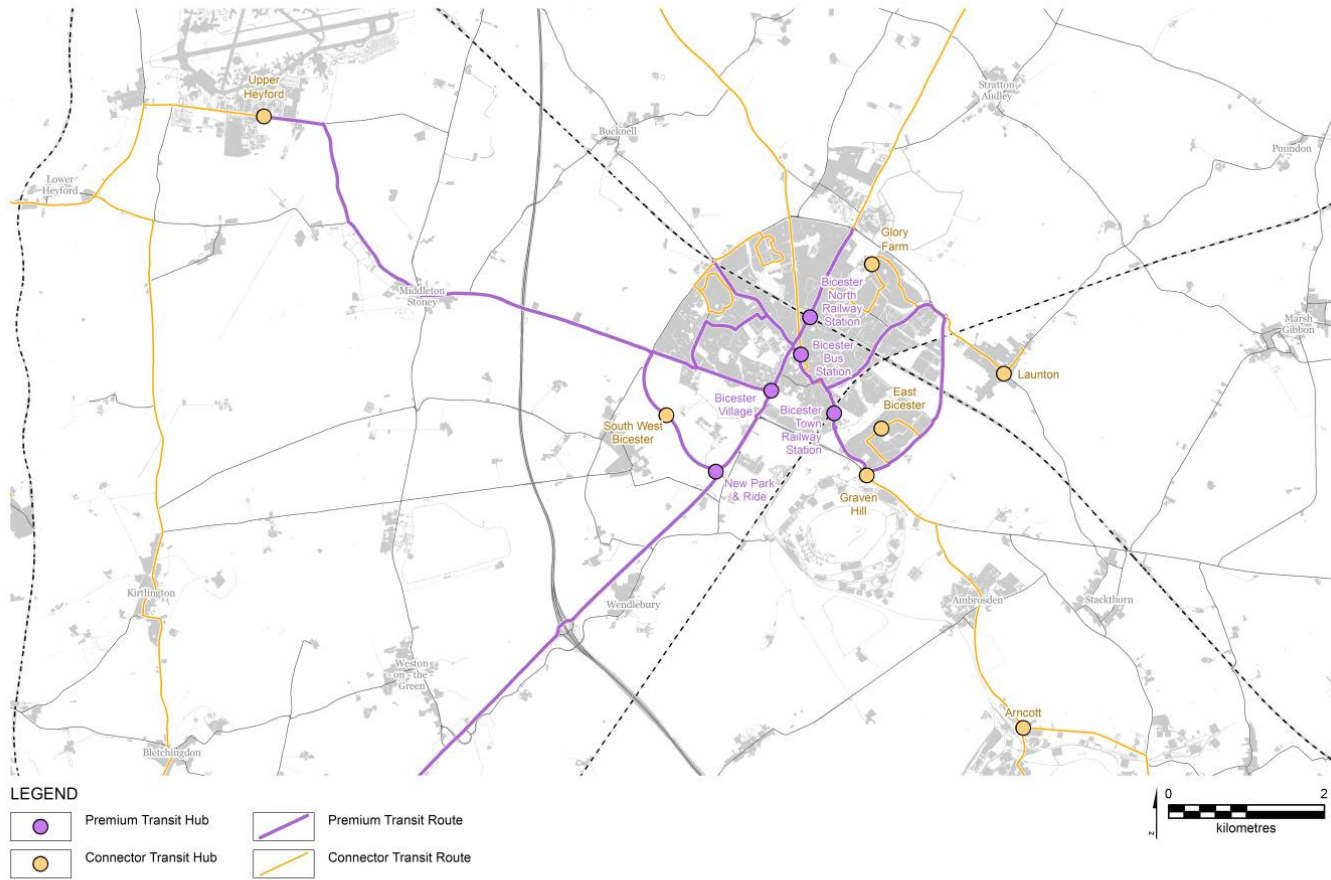 Upper
Heyford
Stratton
Audley
Bucknell
Poundon
Lower
Heyford
Glory
Farm
Bicester
North
Railway
Station
Middleton
Stoney
Marsh
Gibbon
Bicester
Bus
Station
Launton
Bicester
Village
Bicester
Town
Railway
Station
East
Bicester
South West
Bicester
New Park
& Ride
Graven
Hill
Kirtlington
Wendlebury
Ambrosden
Stackthorn
Weston
- on - the -
Green
Arncott
Bletchingdon
LEGEND
Premium Transit Hub
Premium Transit Route
Connector Transit Hub
Connector Transit Route
N
0 2
kilometres